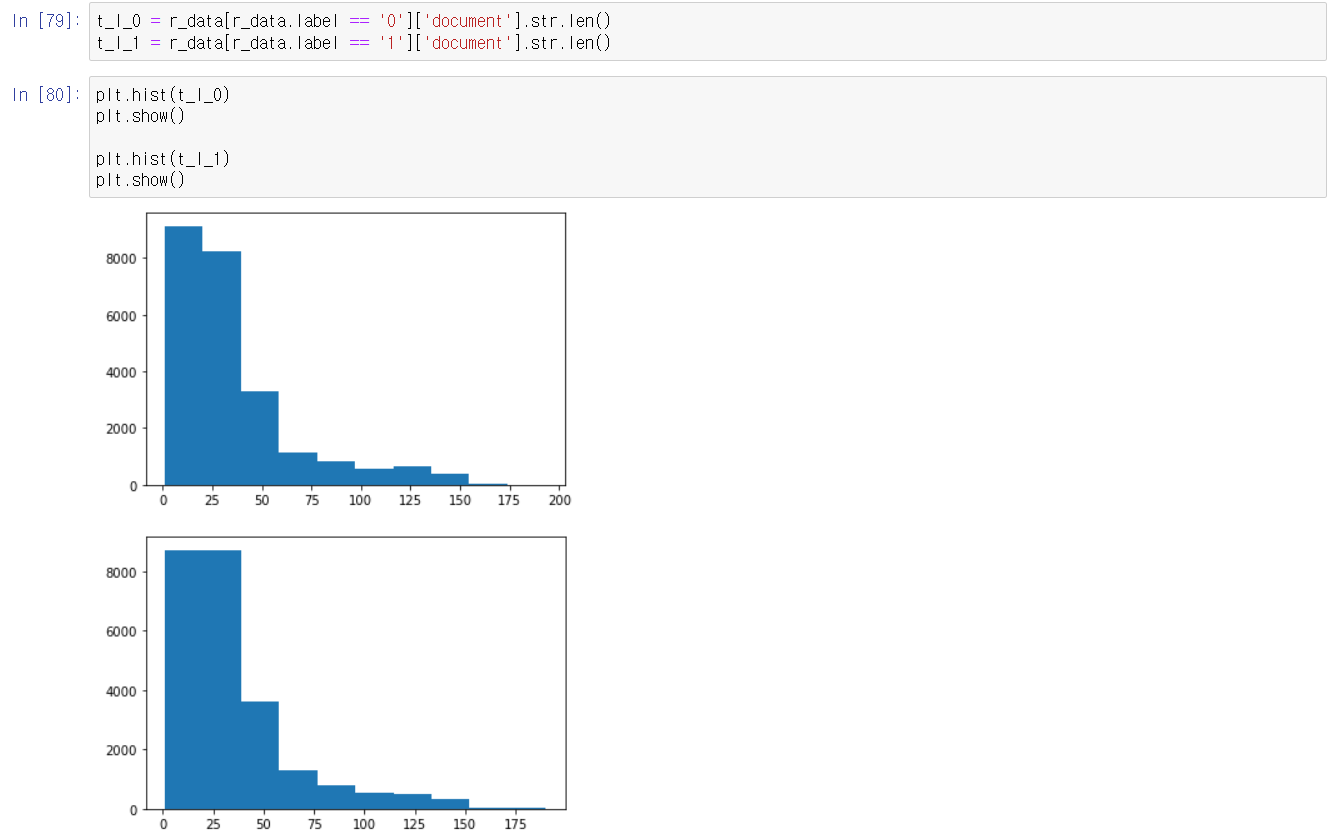 In [79]: t_l_0 = r_data[r_data.label == '0']['document'].str.len()
t_l_1 = r_data[r_data.label == '1']['document'].str.len()
In [80]: plt.hist(t_l_0)
plt.show()
plt.hist(t_l_1)
plt.show()
8000
6000
4000
2000
0
0 25 50 75 100 125 150 175 200
8000
6000
4000
2000
0
0 25 50 75 100 125 150 175